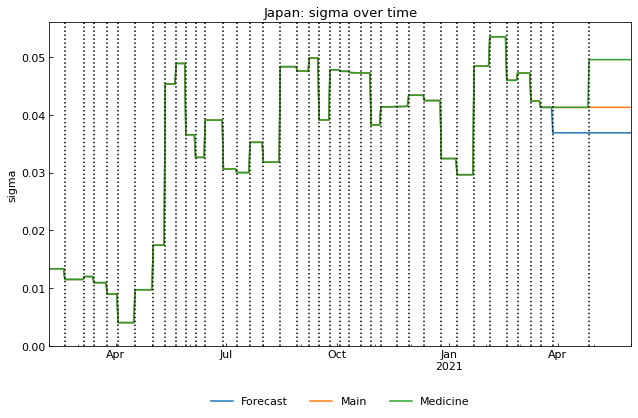 Japan: sigma over time
sigma
0.05
0.04
0.03
0.02
0.01
0.00
Apr Jul Oct Jan Apr
2021
Forecast Main Medicine